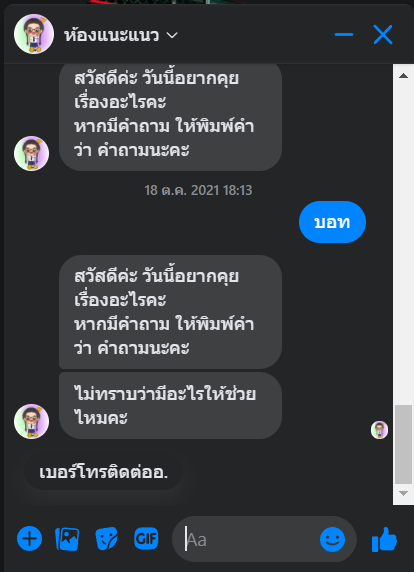 ห้องแนะแนว
สวัสดีค่ะ วันนี้อยากคุย
เรื่องอะไรคะ
หากมีคำถาม ให้พิมพ์คำ
ว่า คำถามนะคะ
18 ต.ค. 2021 18:13
บอท
สวัสดีค่ะ วันนี้อยากคุย
เรื่องอะไรคะ
หากมีคำถาม ให้พิมพ์คำ
ว่า คำถามนะคะ
ไม่ทราบว่ามีอะไรให้ช่วย
ไหมคะ
เบอร์โทรติดต่ออ.
GIF
Aa